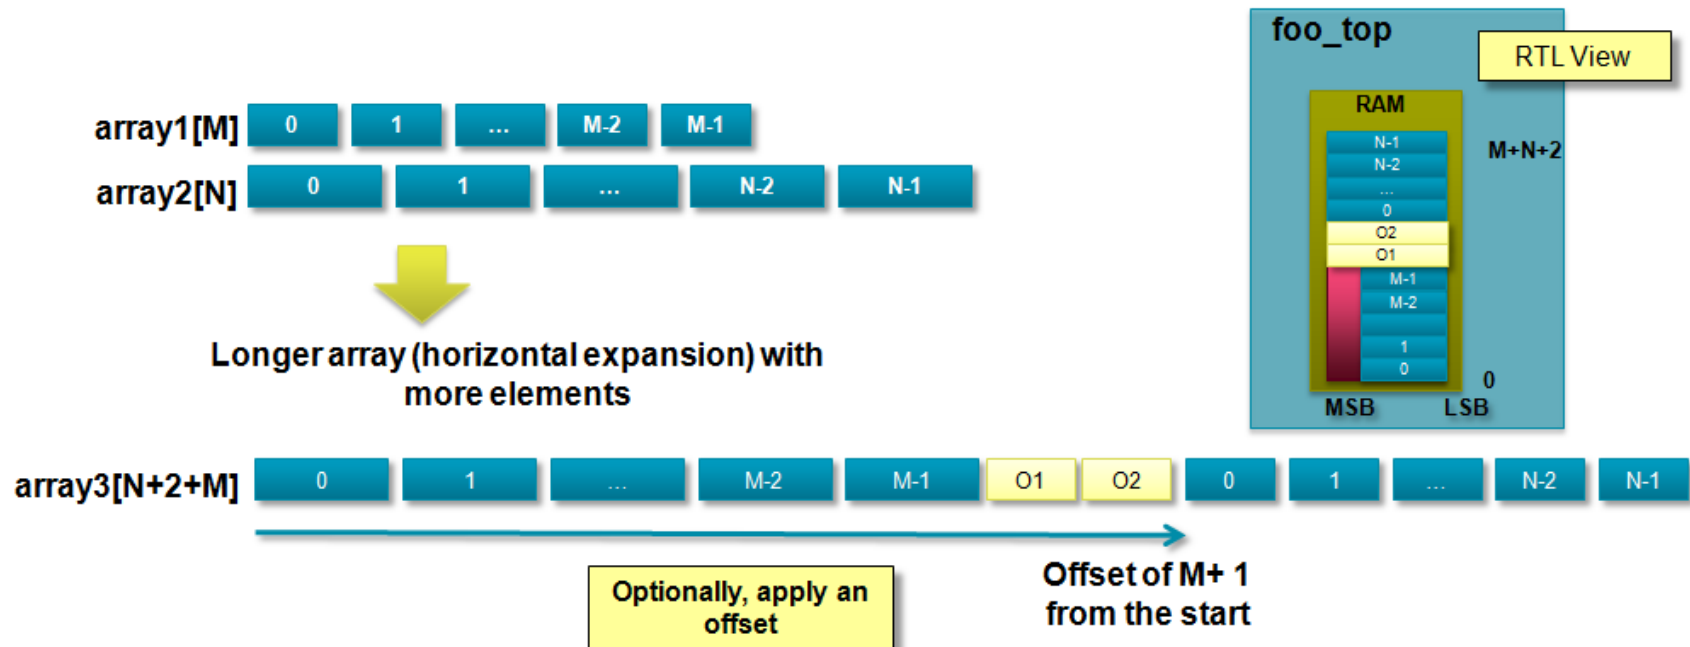 foo_top
RTL View
RAM
N-1
M+N+2
N-2
...
0
O2
O1
M-1
M-2
1
0
0
MSB LSB
array1[M] 0 1 ... M-2 M-1
array2[N] 0 1 ... N-2 N-1
Longer array (horizontal expansion) with
more elements
array3[N+2+M] 0 1 ... M-2 M-1 O1 O2 0 1 ... N-2 N-1
Optionally, apply an
offset
Offset of M+ 1
from the start